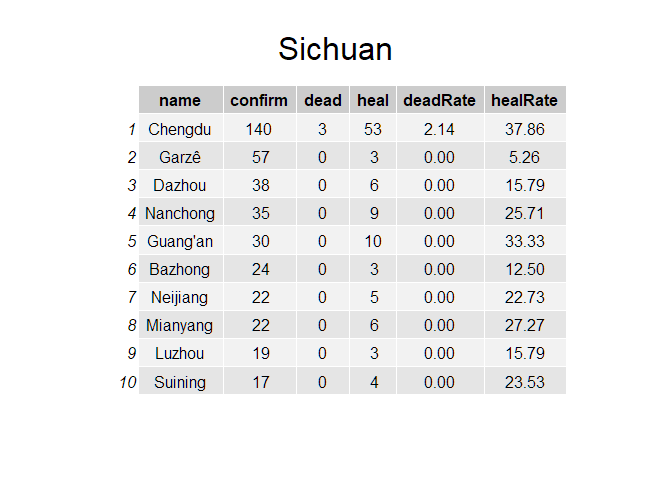 Sichuan
name confirm dead heal deadRate healRate
1 Chengdu 140 3 53 2.14 37.86
2 Garzê 57 0 3 0.00 5.26
3 Dazhou 38 0 6 0.00 15.79
4 Nanchong 35 0 9 0.00 25.71
5 Guang'an 30 0 10 0.00 33.33
6 Bazhong 24 0 3 0.00 12.50
7 Neijiang 22 0 5 0.00 22.73
8 Mianyang 22 0 6 0.00 27.27
9 Luzhou 19 0 3 0.00 15.79
10 Suining 17 0 4 0.00 23.53